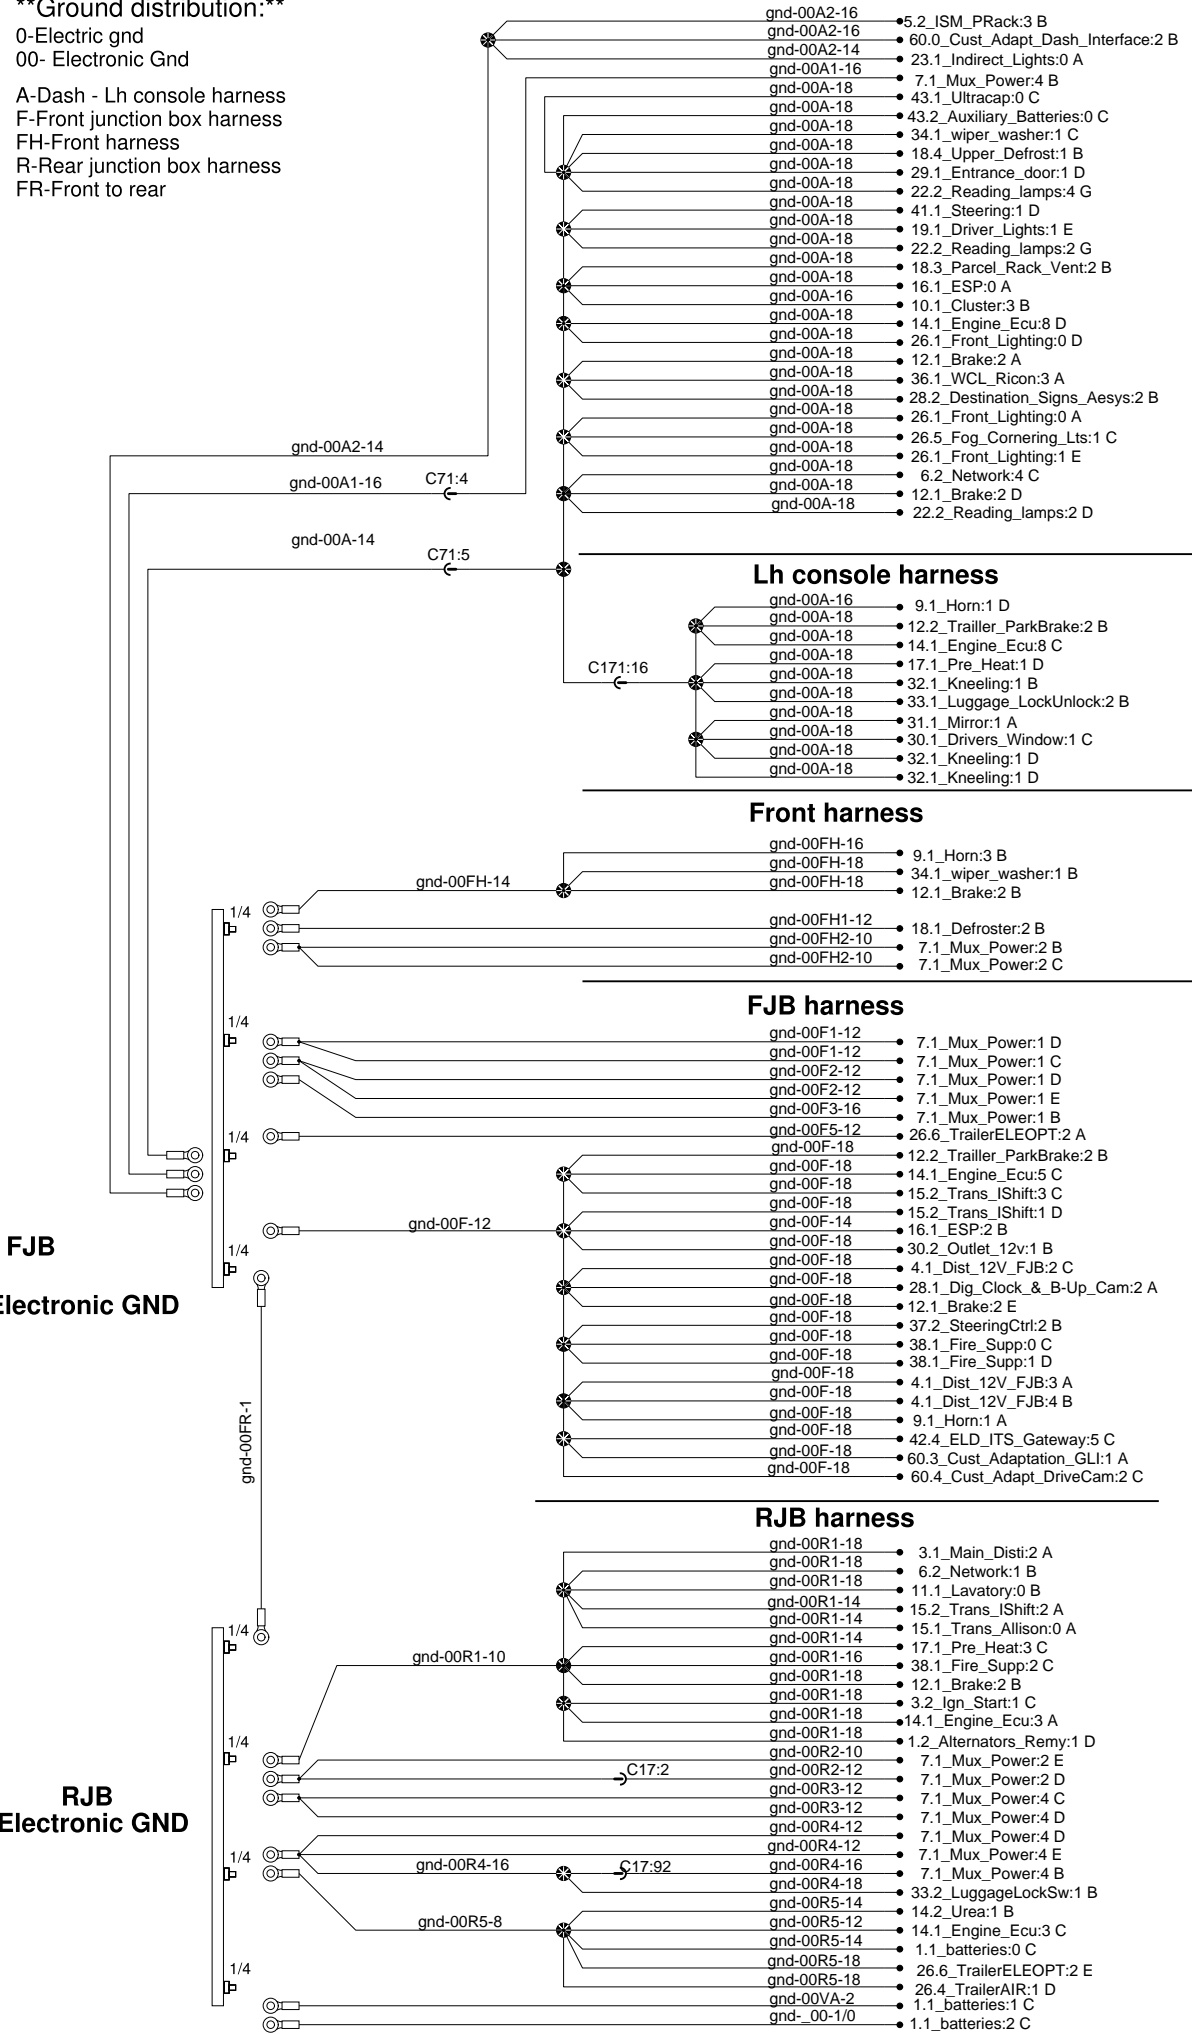 **Ground distribution:**
0-Electric gnd
00- Electronic Gnd
A-Dash - Lh console harness
F-Front junction box harness
FH-Front harness
R-Rear junction box harness
FR-Front to rear
gnd-00A2-16 5.2_ISM_PRack:3 B
gnd-00A2-16 60.0_Cust_Adapt_Dash_Interface:2 B
gnd-00A2-14 23.1_Indirect_Lights:0 A
gnd-00A1-16 7.1_Mux_Power:4 B
gnd-00A-18 43.1_Ultracap:0 C
gnd-00A-18 43.2_Auxiliary_Batteries:0 C
gnd-00A-18 34.1_wiper_washer:1 C
gnd-00A-18 18.4_Upper_Defrost:1 B
gnd-00A-18 29.1_Entrance_door:1 D
gnd-00A-18 22.2_Reading_lamps:4 G
gnd-00A-18 41.1_Steering:1 D
gnd-00A-18 19.1_Driver_Lights:1 E
gnd-00A-18 22.2_Reading_lamps:2 G
gnd-00A-18 18.3_Parcel_Rack_Vent:2 B
gnd-00A-18 16.1_ESP:0 A
gnd-00A-16 10.1_Cluster:3 B
gnd-00A-18 14.1_Engine_Ecu:8 D
gnd-00A-18 26.1_Front_Lighting:0 D
gnd-00A-18 12.1_Brake:2 A
gnd-00A-18 36.1_WCL_Ricon:3 A
gnd-00A-18 28.2_Destination_Signs_Aesys:2 B
gnd-00A-18 26.1_Front_Lighting:0 A
gnd-00A-18 26.5_Fog_Cornering_Lts:1 C
gnd-00A-18 26.1_Front_Lighting:1 E
gnd-00A-18 6.2_Network:4 C
gnd-00A-18 12.1_Brake:2 D
gnd-00A-18 22.2_Reading_lamps:2 D
gnd-00A2-14
gnd-00A1-16 C71:4
gnd-00A-14 C71:5
Lh console harness
gnd-00A-16 9.1_Horn:1 D
gnd-00A-18 12.2_Trailler_ParkBrake:2 B
gnd-00A-18 14.1_Engine_Ecu:8 C
gnd-00A-18 17.1_Pre_Heat:1 D
C171:16 gnd-00A-18 32.1_Kneeling:1 B
gnd-00A-18 33.1_Luggage_LockUnlock:2 B
gnd-00A-18 31.1_Mirror:1 A
gnd-00A-18 30.1_Drivers_Window:1 C
gnd-00A-18 32.1_Kneeling:1 D
gnd-00A-18 32.1_Kneeling:1 D
Front harness
gnd-00FH-16 9.1_Horn:3 B
gnd-00FH-18 34.1_wiper_washer:1 B
gnd-00FH-14 gnd-00FH-18 12.1_Brake:2 B
1/4
gnd-00FH1-12 18.1_Defroster:2 B
gnd-00FH2-10 7.1_Mux_Power:2 B
gnd-00FH2-10 7.1_Mux_Power:2 C
FJB harness
1/4
gnd-00F1-12 7.1_Mux_Power:1 D
gnd-00F1-12 7.1_Mux_Power:1 C
gnd-00F2-12 7.1_Mux_Power:1 D
gnd-00F2-12 7.1_Mux_Power:1 E
gnd-00F3-16 7.1_Mux_Power:1 B
1/4 gnd-00F5-12 26.6_TrailerELEOPT:2 A
gnd-00F-18 12.2_Trailler_ParkBrake:2 B
gnd-00F-18 14.1_Engine_Ecu:5 C
gnd-00F-18 15.2_Trans_IShift:3 C
gnd-00F-18 15.2_Trans_IShift:1 D
gnd-00F-12 gnd-00F-14 16.1_ESP:2 B
FJB
1/4
gnd-00F-18 30.2_Outlet_12v:1 B
gnd-00F-18 4.1_Dist_12V_FJB:2 C
gnd-00F-18 28.1_Dig_Clock_&_B-Up_Cam:2 A
Electronic GND
gnd-00F-18 12.1_Brake:2 E
gnd-00F-18 37.2_SteeringCtrl:2 B
gnd-00F-18 38.1_Fire_Supp:0 C
gnd-00F-18 38.1_Fire_Supp:1 D
gnd-00F-18 4.1_Dist_12V_FJB:3 A
gnd-00F-18 4.1_Dist_12V_FJB:4 B
gnd-00F-18 9.1_Horn:1 A
gnd-00FR-1
gnd-00F-18 42.4_ELD_ITS_Gateway:5 C
gnd-00F-18 60.3_Cust_Adaptation_GLI:1 A
gnd-00F-18 60.4_Cust_Adapt_DriveCam:2 C
RJB harness
gnd-00R1-18 3.1_Main_Disti:2 A
gnd-00R1-18 6.2_Network:1 B
gnd-00R1-18 11.1_Lavatory:0 B
gnd-00R1-14 15.2_Trans_IShift:2 A
gnd-00R1-14 15.1_Trans_Allison:0 A
1/4
gnd-00R1-14 17.1_Pre_Heat:3 C
gnd-00R1-10 gnd-00R1-16 38.1_Fire_Supp:2 C
gnd-00R1-18 12.1_Brake:2 B
gnd-00R1-18 3.2_Ign_Start:1 C
gnd-00R1-18 14.1_Engine_Ecu:3 A
gnd-00R1-18 1.2_Alternators_Remy:1 D
1/4
gnd-00R2-10 7.1_Mux_Power:2 E
C17:2 gnd-00R2-12 7.1_Mux_Power:2 D
gnd-00R3-12 7.1_Mux_Power:4 C
RJB
Electronic GND
gnd-00R3-12 7.1_Mux_Power:4 D
gnd-00R4-12 7.1_Mux_Power:4 D
1/4
gnd-00R4-12 7.1_Mux_Power:4 E
gnd-00R4-16 C17:92 gnd-00R4-16 7.1_Mux_Power:4 B
gnd-00R4-18 33.2_LuggageLockSw:1 B
gnd-00R5-14 14.2_Urea:1 B
gnd-00R5-8 gnd-00R5-12 14.1_Engine_Ecu:3 C
gnd-00R5-14 1.1_batteries:0 C
1/4
gnd-00R5-18 26.6_TrailerELEOPT:2 E
gnd-00R5-18 26.4_TrailerAIR:1 D
gnd-00VA-2 1.1_batteries:1 C
gnd-_00-1/0 1.1_batteries:2 C